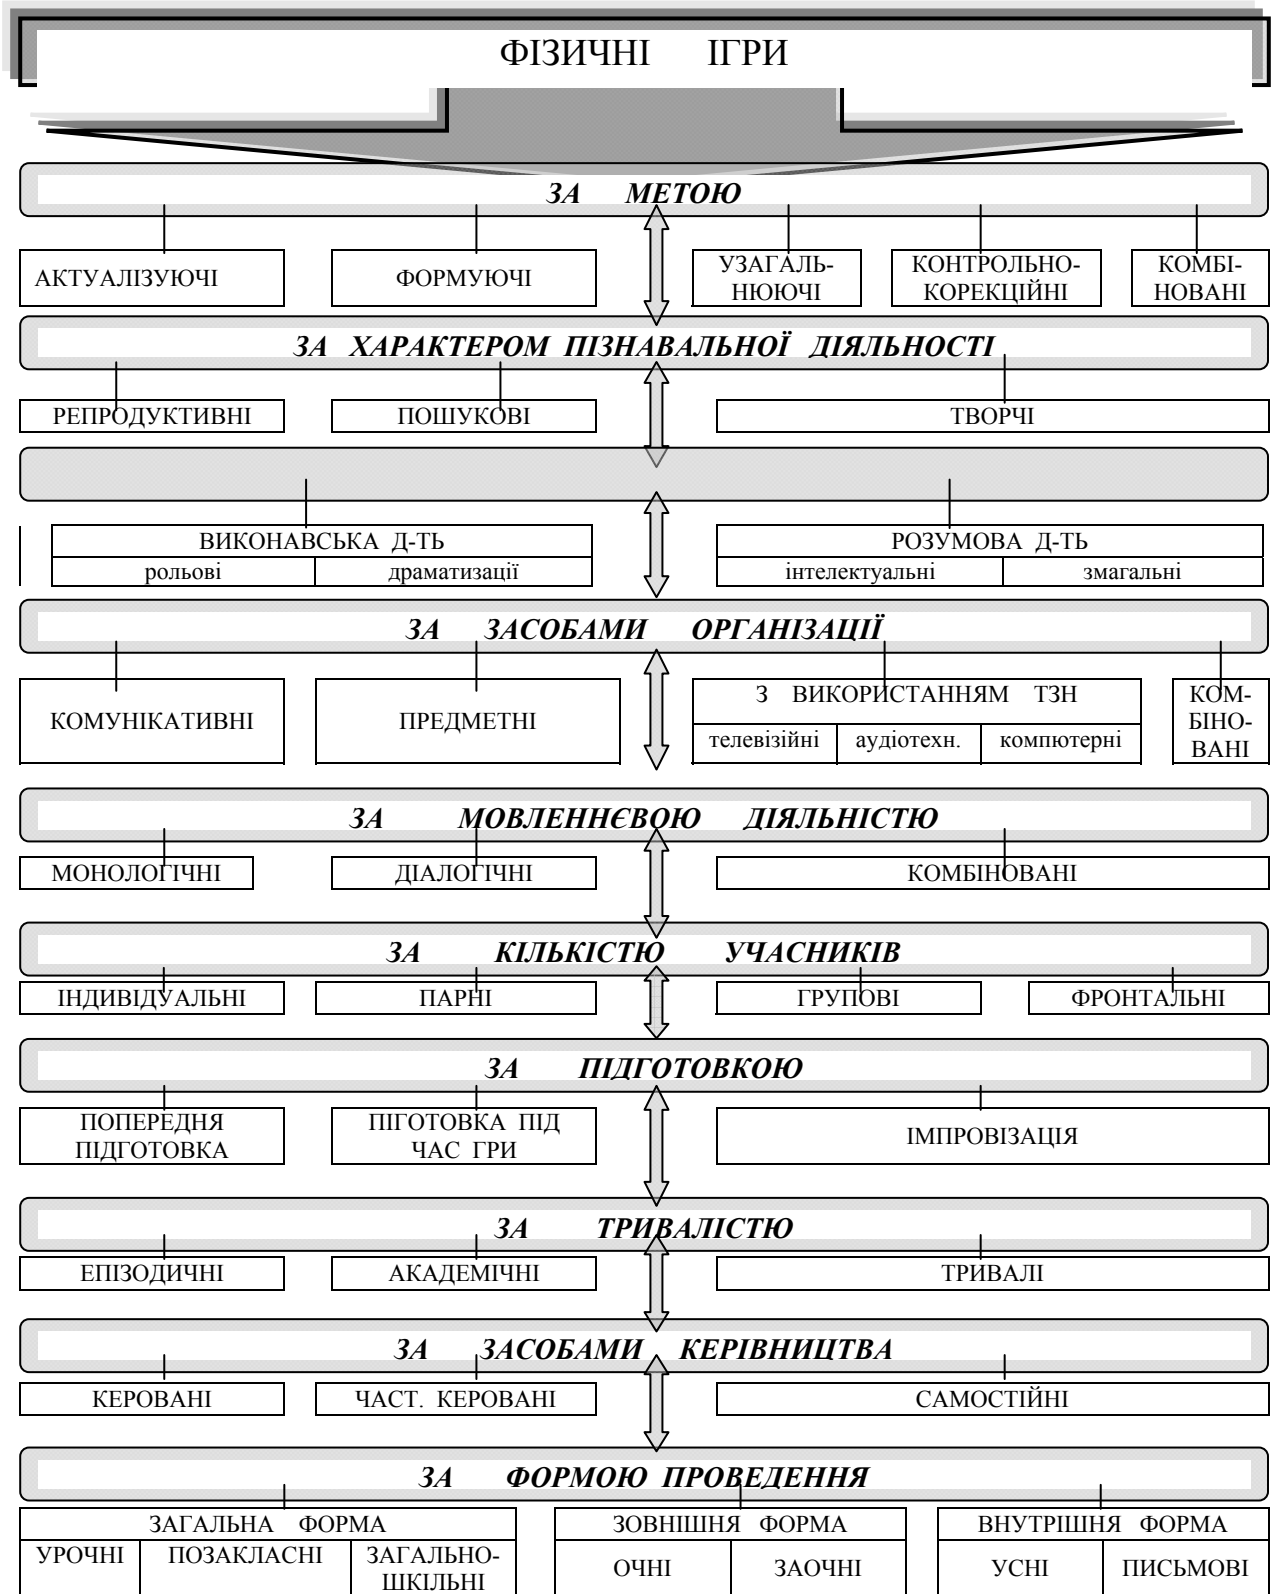 ФІЗИЧНІ ІГРИ
ЗА МЕТОЮ
АКТУАЛІЗУЮЧІ
ФОРМУЮЧІ
УЗАГАЛЬ-
НЮЮЧІ
КОНТРОЛЬНО-
КОРЕКЦІЙНІ
КОМБІ-
НОВАНІ
ЗА ХАРАКТЕРОМ ПІЗНАВАЛЬНОЇ ДІЯЛЬНОСТІ
РЕПРОДУКТИВНІ
ПОШУКОВІ
ТВОРЧІ
ВИКОНАВСЬКА Д-ТЬ
рольові
драматизації
РОЗУМОВА Д-ТЬ
інтелектуальні
змагальні
ЗА ЗАСОБАМИ ОРГАНІЗАЦІЇ
КОМУНІКАТИВНІ
ПРЕДМЕТНІ
З ВИКОРИСТАННЯМ ТЗН
телевізійні
аудіотехн.
компютерні
КОМ-
БІНО-
ВАНІ
ЗА МОВЛЕННЄВОЮ ДІЯЛЬНІСТЮ
МОНОЛОГІЧНІ
ДІАЛОГІЧНІ
КОМБІНОВАНІ
ЗА КІЛЬКІСТЮ УЧАСНИКІВ
ІНДИВІДУАЛЬНІ
ПАРНІ
ГРУПОВІ
ФРОНТАЛЬНІ
ЗА ПІДГОТОВКОЮ
ПОПЕРЕДНЯ
ПІДГОТОВКА
ПІГОТОВКА ПІД
ЧАС ГРИ
ІМПРОВІЗАЦІЯ
ЗА ТРИВАЛІСТЮ
ЕПІЗОДИЧНІ
АКАДЕМІЧНІ
ТРИВАЛІ
ЗА ЗАСОБАМИ КЕРІВНИЦТВА
КЕРОВАНІ
ЧАСТ. КЕРОВАНІ
САМОСТІЙНІ
ЗА ФОРМОЮ ПРОВЕДЕННЯ
ЗАГАЛЬНА ФОРМА
УРОЧНІ
ПОЗАКЛАСНІ
ЗАГАЛЬНО-
ШКІЛЬНІ
ЗОВНІШНЯ ФОРМА
ОЧНІ
ЗАОЧНІ
ВНУТРІШНЯ ФОРМА
УСНІ
ПИСЬМОВІ